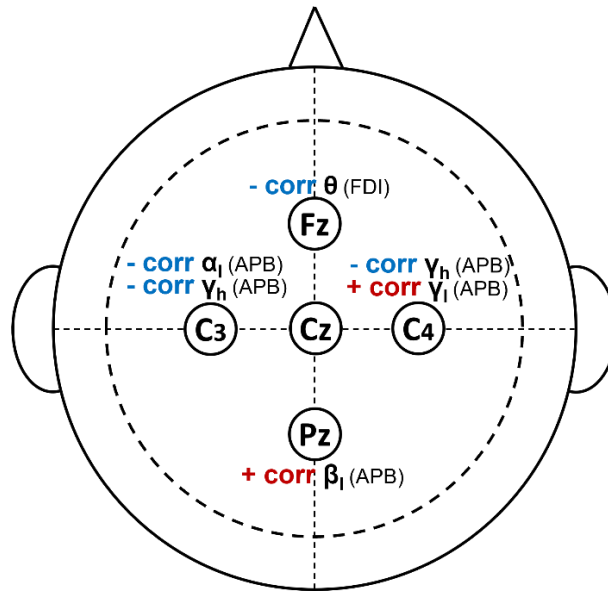 - corr θ (FDI)
Fz
- corr αl (APB)
- corr γh (APB)
- corr γh (APB)
+ corr γl (APB)
C3
Cz
C4
Pz
+ corr βl (APB)